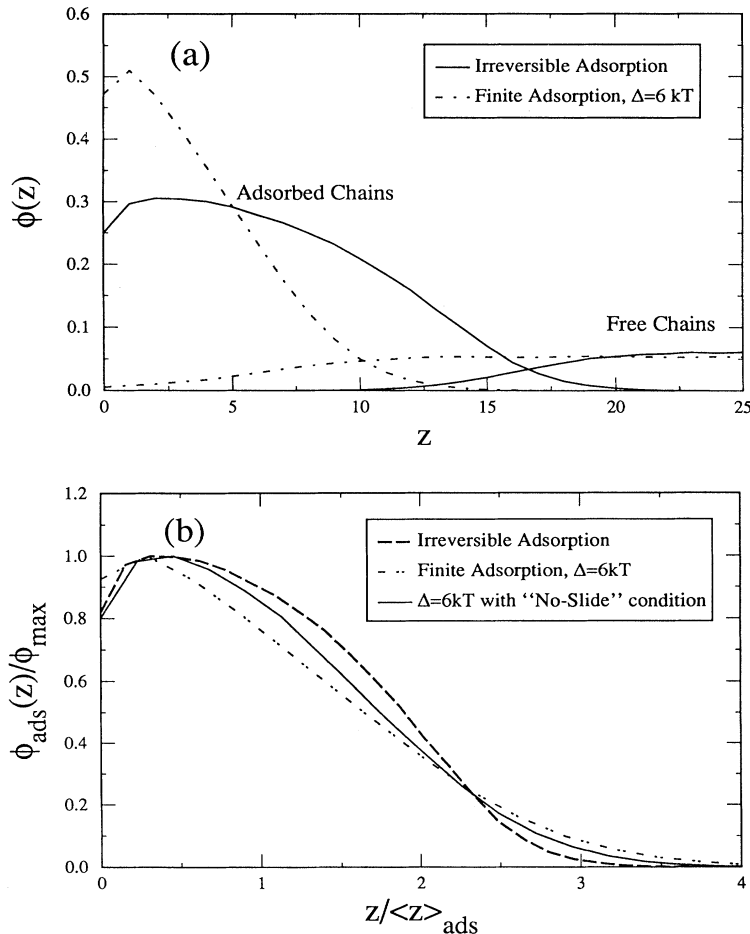 0.6
(a)
Irreversible Adsorption
Finite Adsorption, Δ=6 kT
0.5
0.4
Adsorbed Chains
ϕ(z)
0.3
0.2
Free Chains
0.1
0.0
0 5 10 15 20 25
z
1.2
(b)
Irreversible Adsorption
Finite Adsorption, Δ=6kT
Δ=6kT with “No-Slide” condition
1.0
0.8
ϕads(z)/ϕmax
0.6
0.4
0.2
0.0
0 1 2 3 4
z/<z>ads